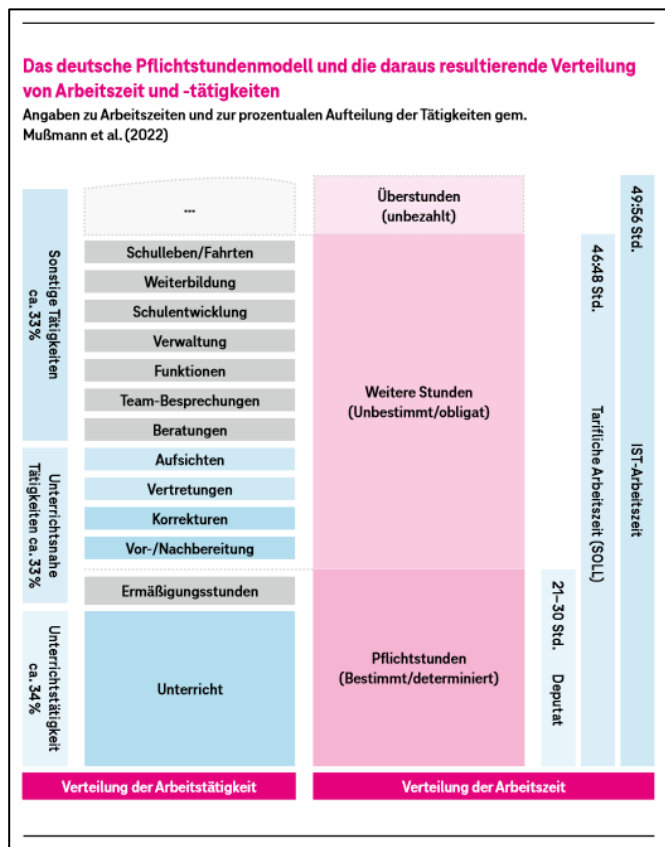 Das deutsche Pflichtstundenmodell und die daraus resultierende Verteilung
von Arbeitszeit und -tätigkeiten
Angaben zu Arbeitszeiten und zur prozentualen Aufteilung der Tätigkeiten gem.
Mußmann et al. (2022)
Sonstige Tätigkeiten
ca. 33%
Unterrichtsnahe
Tätigkeiten ca. 33%
Unterrichtstätigkeit
ca. 34%
...
Schulleben/Fahrten
Weiterbildung
Schulentwicklung
Verwaltung
Funktionen
Team-Besprechungen
Beratungen
Aufsichten
Vertretungen
Korrekturen
Vor-/Nachbereitung
Ermäßigungsstunden
Unterricht
Überstunden
(unbezahlt)
Weitere Stunden
(Unbestimmt/obligat)
Pflichtstunden
(Bestimmt/determiniert)
21–30 Std. Deputat
46:48 Std. Tarifliche Arbeitszeit (SOLL)
49:56 Std. IST-Arbeitszeit
Verteilung der Arbeitstätigkeit
Verteilung der Arbeitszeit